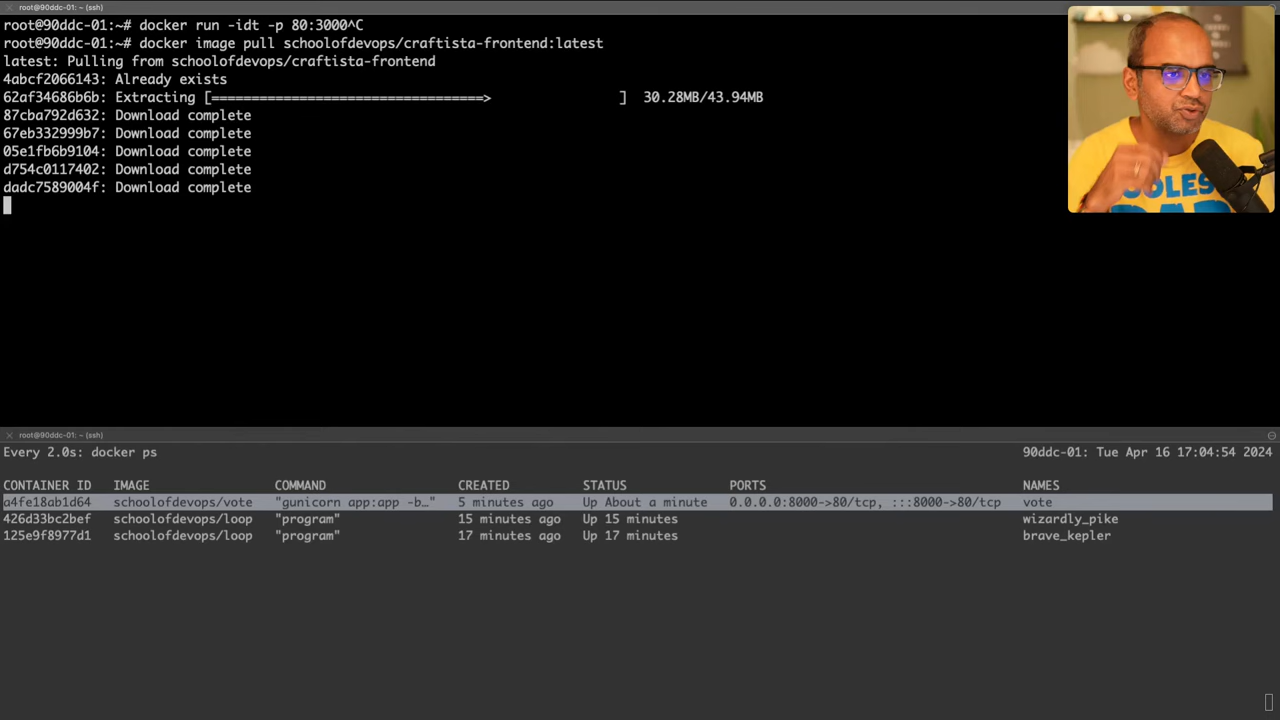 root@90ddc-01: ~ (ssh)
root@90ddc-01:~# docker run -idt -p 80:3000^C
root@90ddc-01:~# docker image pull schoolofdevops/craftista-frontend:latest
latest: Pulling from schoolofdevops/craftista-frontend
4abcf2066143: Already exists
62af34686b6b: Extracting [==================================>                ]  30.28MB/43.94MB
87cba792d632: Download complete
67eb332999b7: Download complete
05e1fb6b9104: Download complete
d754c0117402: Download complete
dadc7589004f: Download complete
root@90ddc-01: ~ (ssh)
Every 2.0s: docker ps 90ddc-01: Tue Apr 16 17:04:54 2024
CONTAINER ID IMAGE COMMAND CREATED STATUS PORTS NAMES
a4fe18ab1d64 schoolofdevops/vote "gunicorn app:app -b…" 5 minutes ago Up About a minute 0.0.0.0:8000->80/tcp, :::8000->80/tcp vote
426d33bc2bef schoolofdevops/loop "program" 15 minutes ago Up 15 minutes wizardly_pike
125e9f8977d1 schoolofdevops/loop "program" 17 minutes ago Up 17 minutes brave_kepler